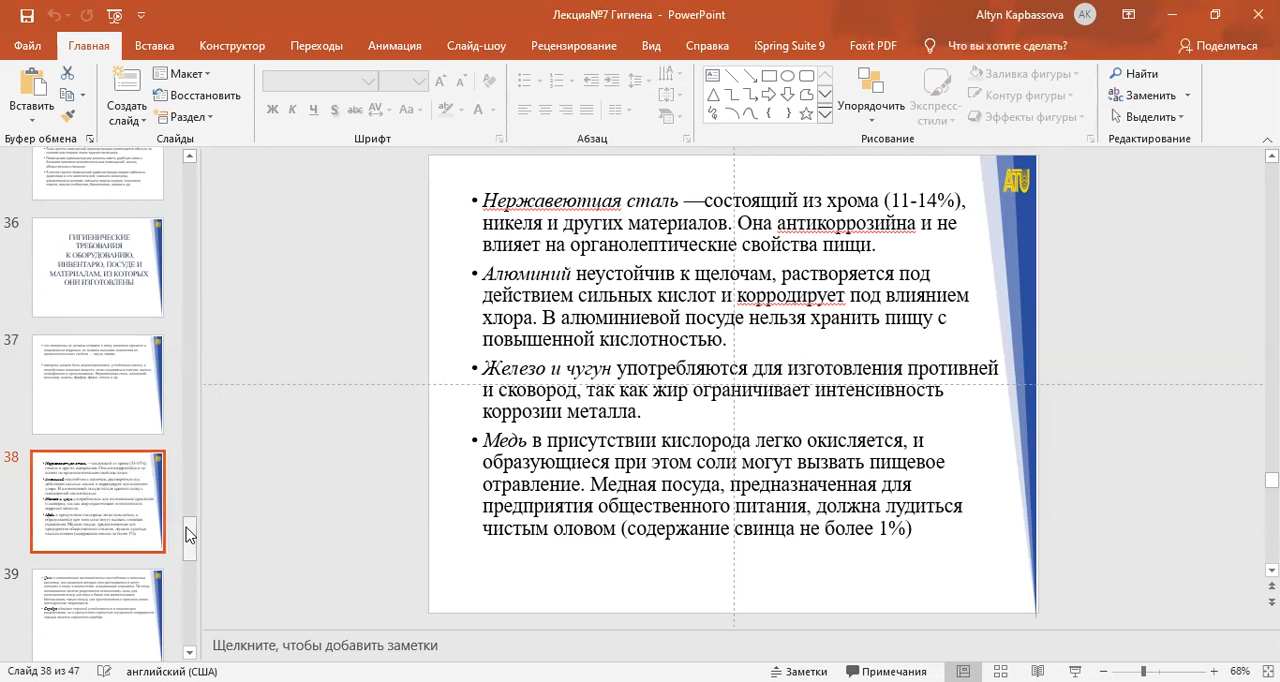 Лекция№7 Гигиена - PowerPoint
Altyn Kapbassova
AK
Файл Главная Вставка Конструктор Переходы Анимация Слайд-шоу Рецензирование Вид Справка iSpring Suite 9 Foxit PDF Что вы хотите сделать? Поделиться
Вставить
Буфер обмена
Создать слайд
Макет
Восстановить
Раздел
Слайды
Ж К Ч S abc AV Aa A
Шрифт
Абзац
Упорядочить
Экспресс-стили
Заливка фигуры
Контур фигуры
Эффекты фигуры
Рисование
Найти
Заменить
Выделить
Редактирование
36
ГИГИЕНИЧЕСКИЕ
ТРЕБОВАНИЯ
К ОБОРУДОВАНИЮ,
ИНВЕНТАРЮ, ПОСУДЕ И
МАТЕРИАЛАМ, ИЗ КОТОРЫХ
ОНИ ИЗГОТОВЛЕНЫ
37
38
39
ATU
• Нержавеютцая сталь —состоящий из хрома (11-14%),
никеля и других материалов. Она антикоррозийна и не
влияет на органолептические свойства пищи.
• Алюминий неустойчив к щелочам, растворяется под
действием сильных кислот и корродирует под влиянием
хлора. В алюминиевой посуде нельзя хранить пищу с
повышенной кислотностью.
• Железо и чугун употребляются для изготовления противней
и сковород, так как жир ограничивает интенсивность
коррозии металла.
• Медь в присутствии кислорода легко окисляется, и
образующиеся при этом соли могут вызвать пищевое
отравление. Медная посуда, предназначенная для
предприятия общественного питания, должна лудиться
чистым оловом (содержание свинца не более 1%)
Щелкните, чтобы добавить заметки
Слайд 38 из 47 английский (США) Заметки Примечания 68%